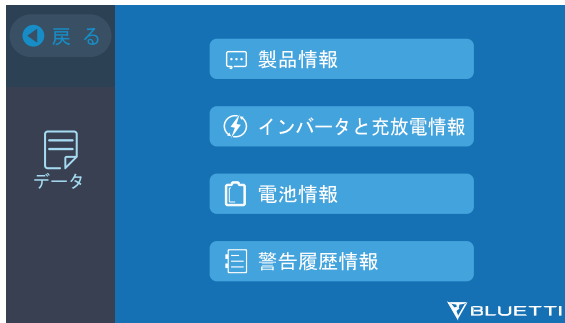 戻る
製品情報
インバータと充放電情報
データ
電池情報
警告履歴情報
BLUETTI